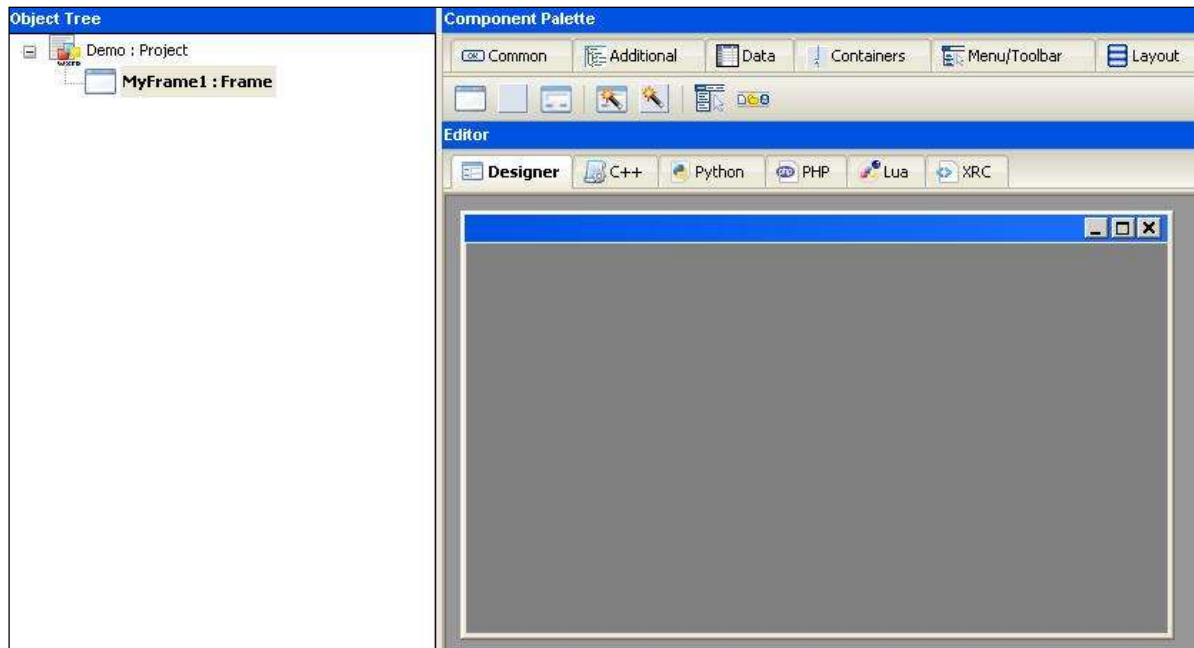 Object Tree
Demo : Project
MyFrame1 : Frame
Component Palette
Common Additional Data Containers Menu/Toolbar Layout
Editor
Designer C++ Python PHP Lua XRC